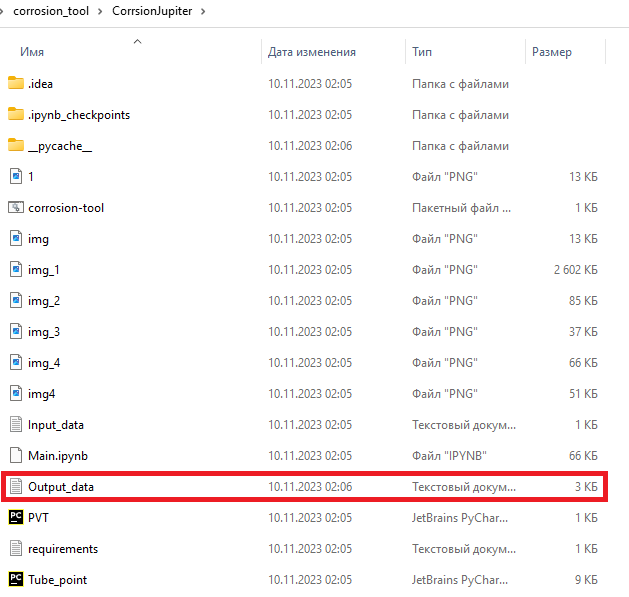 corrosion_tool > CorrsionJupiter >
Имя Дата изменения Тип Размер
.idea 10.11.2023 02:05 Папка с файлами
.ipynb_checkpoints 10.11.2023 02:05 Папка с файлами
__pycache__ 10.11.2023 02:06 Папка с файлами
1 10.11.2023 02:05 Файл "PNG" 13 КБ
corrosion-tool 10.11.2023 02:05 Пакетный файл ... 1 КБ
img 10.11.2023 02:05 Файл "PNG" 13 КБ
img_1 10.11.2023 02:05 Файл "PNG" 2 602 КБ
img_2 10.11.2023 02:05 Файл "PNG" 85 КБ
img_3 10.11.2023 02:05 Файл "PNG" 37 КБ
img_4 10.11.2023 02:05 Файл "PNG" 66 КБ
img4 10.11.2023 02:05 Файл "PNG" 51 КБ
Input_data 10.11.2023 02:05 Текстовый докум... 1 КБ
Main.ipynb 10.11.2023 02:05 Файл "IPYNB" 66 КБ
Output_data 10.11.2023 02:06 Текстовый докум... 3 КБ
PC PVT 10.11.2023 02:05 JetBrains PyChar... 1 КБ
requirements 10.11.2023 02:05 Текстовый докум... 1 КБ
PC Tube_point 10.11.2023 02:05 JetBrains PyChar... 9 КБ